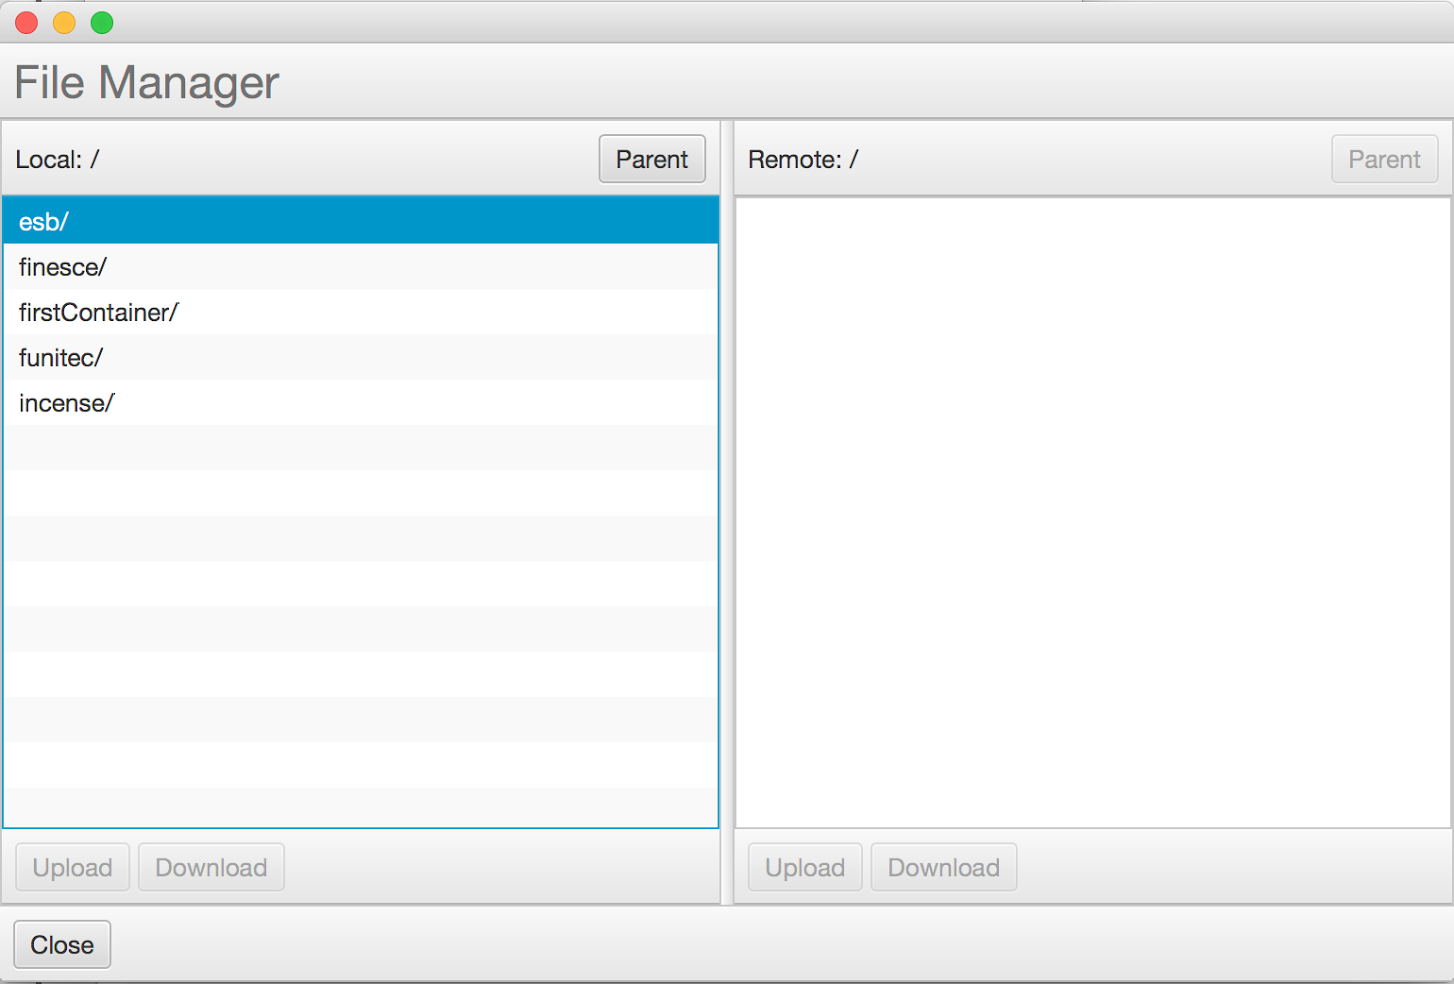 File Manager
Local: /
Parent
esb/
finesce/
firstContainer/
funitec/
incense/
Upload
Download
Remote: /
Parent
Upload
Download
Close